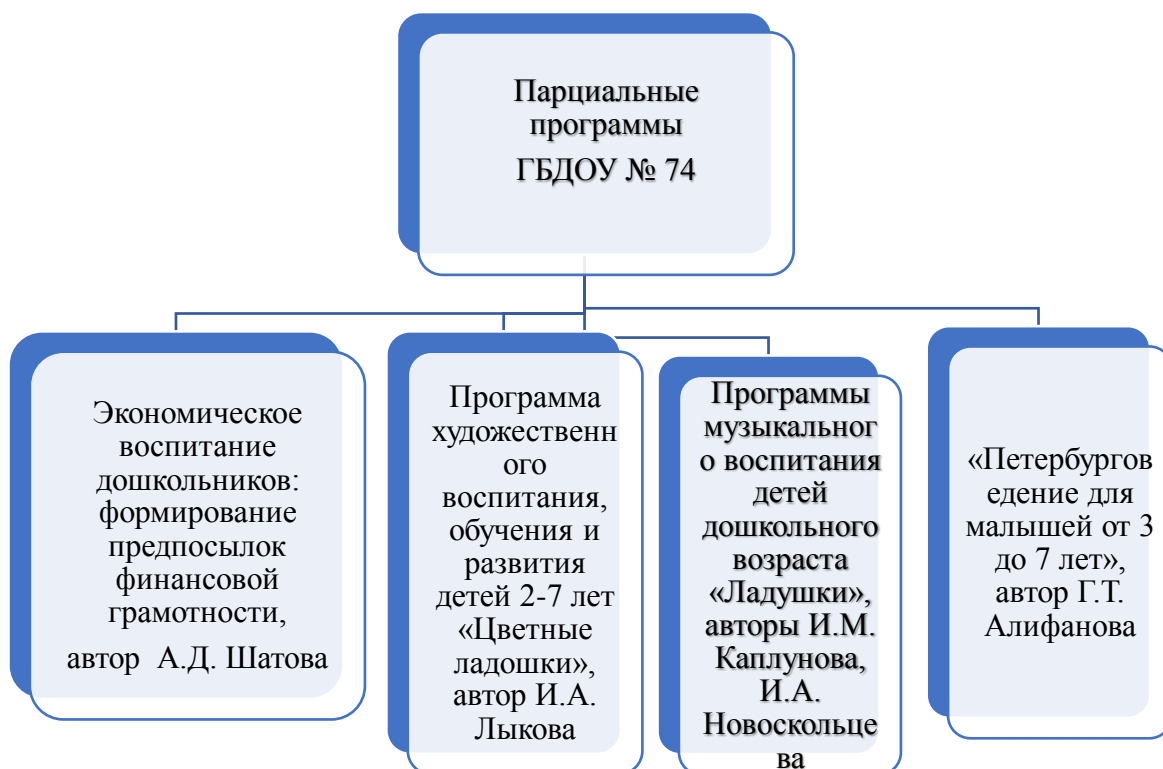 Парциальные
программы
ГБДОУ № 74
Экономическое
воспитание
дошкольников:
формирование
предпосылок
финансовой
грамотности,
автор А.Д. Шатова
Программа
художественн
ого
воспитания,
обучения и
развития
детей 2-7 лет
«Цветные
ладошки»,
автор И.А.
Лыкова
Программы
музыкальног
о воспитания
детей
дошкольного
возраста
«Ладушки»,
авторы И.М.
Каплунова,
И.А.
Новоскольце
ва
«Петербургов
едение для
малышей от 3
до 7 лет»,
автор Г.Т.
Алифанова